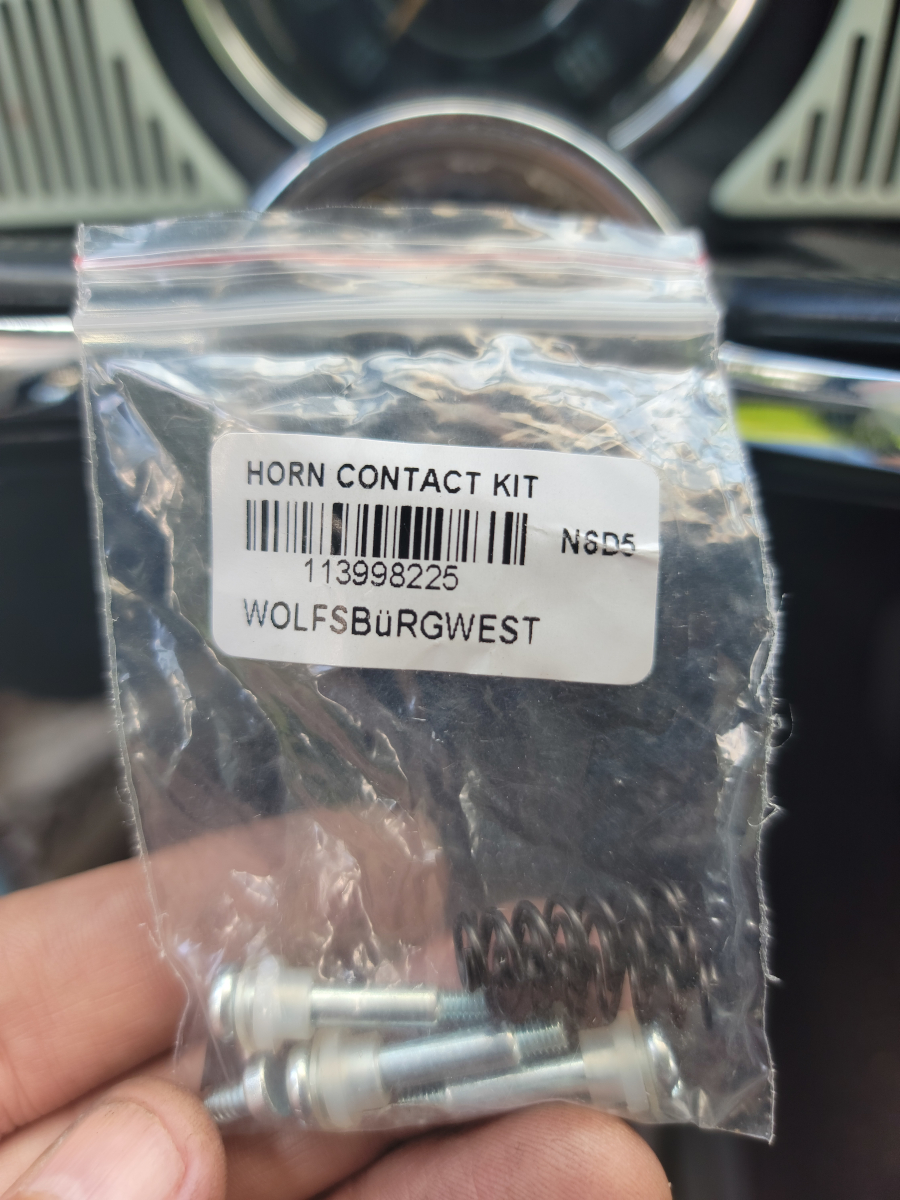 HORN CONTACT KIT
N8D5
113998225
WOLFSBüRGWEST